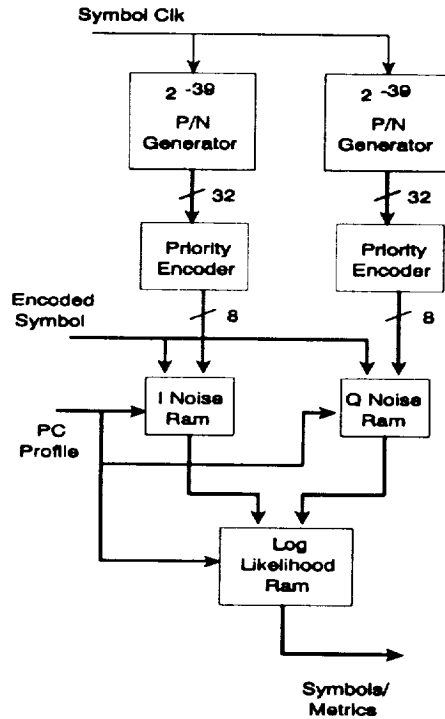 Symbol Clk
2 -39
P/N
Generator
2 -39
P/N
Generator
32
32
Priority
Encoder
Priority
Encoder
8
8
Encoded
Symbol
I Noise
Ram
Q Noise
Ram
PC
Profile
Log
Likelihood
Ram
Symbols/
Metrics